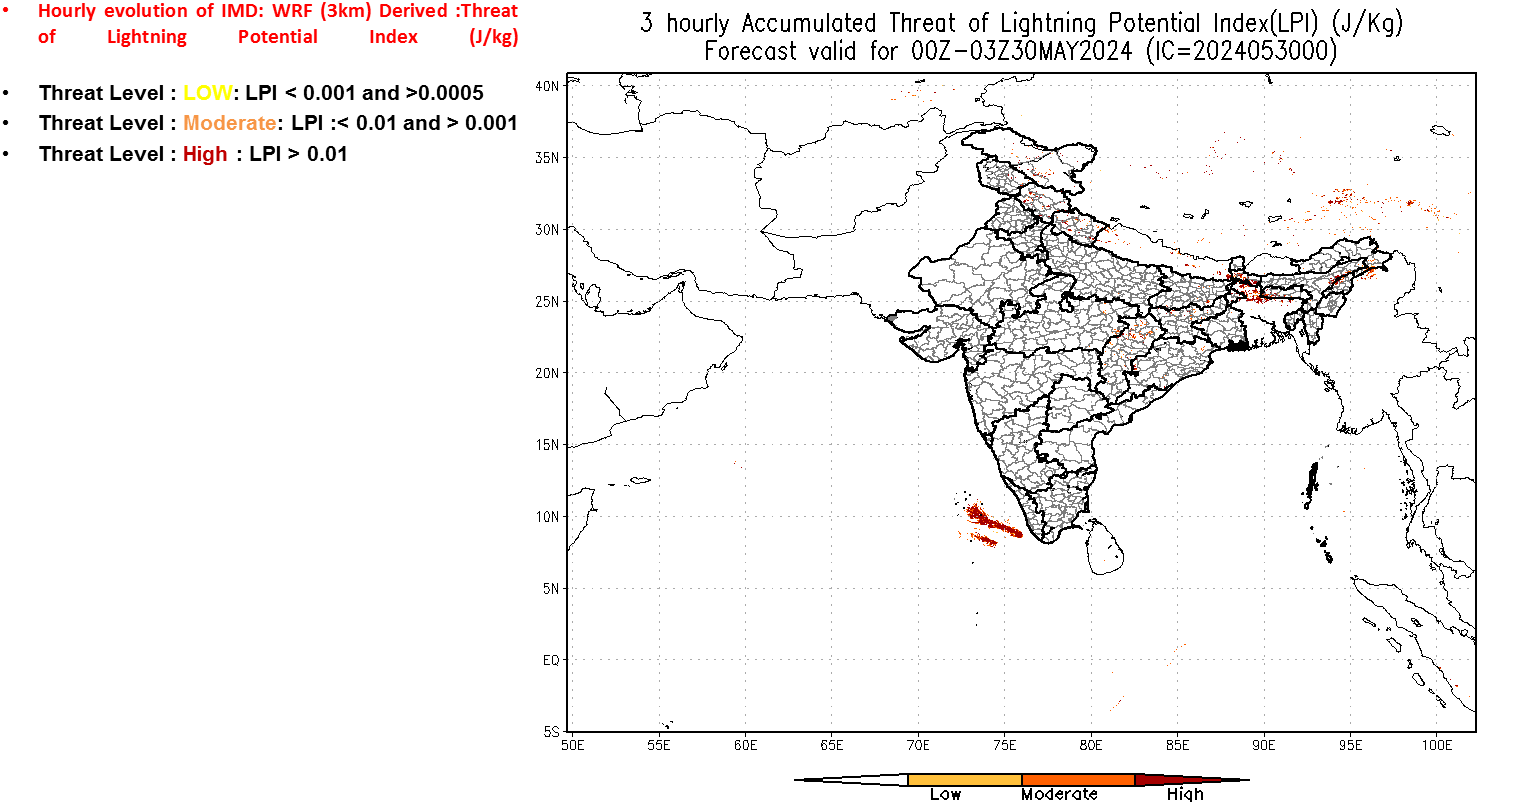 • Hourly evolution of IMD: WRF (3km) Derived :Threat
of Lightning Potential Index (J/kg)
• Threat Level : LOW: LPI < 0.001 and >0.0005
• Threat Level : Moderate: LPI :< 0.01 and > 0.001
• Threat Level : High : LPI > 0.01
3 hourly Accumulated Threat of Lightning Potential Index(LPI) (J/Kg)
Forecast valid for 00Z-03Z30MAY2024 (IC=2024053000)
40N
35N
30N
25N
20N
15N
10N
5N
EQ
5S
50E 55E 60E 65E 70E 75E 80E 85E 90E 95E 100E
Low Moderate High